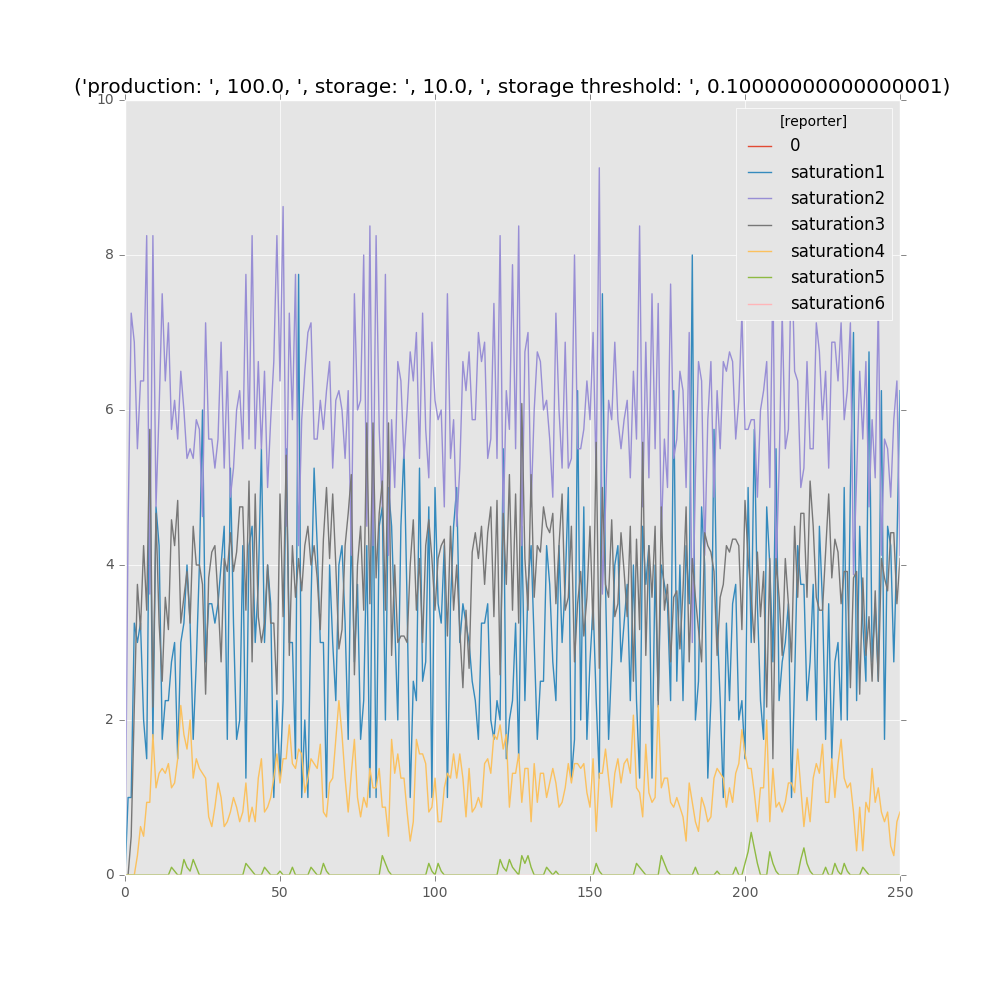 ('production: ', 100.0, ', storage: ', 10.0, ', storage threshold: ', 0.10000000000000001)
10
8
6
4
2
0
[reporter]
0
saturation1
saturation2
saturation3
saturation4
saturation5
saturation6
0 50 100 150 200 250